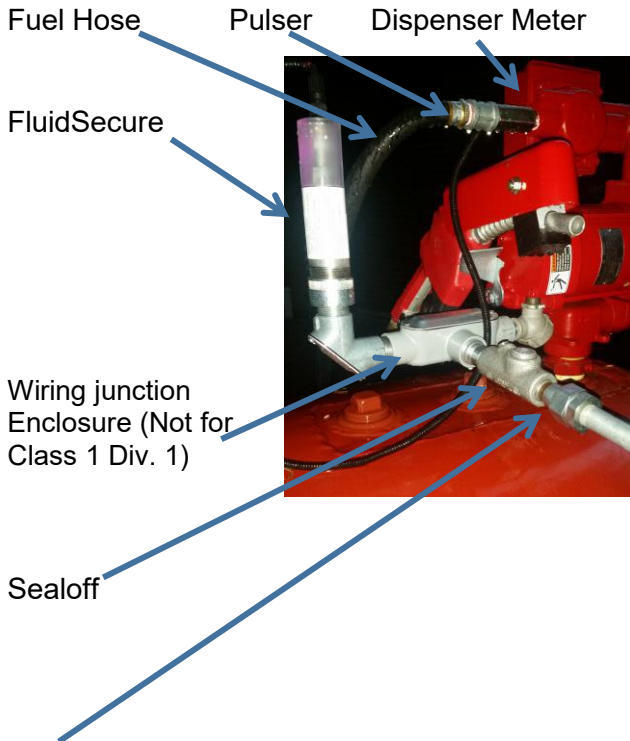 Fuel Hose Pulser Dispenser Meter
FluidSecure
Wiring junction
Enclosure (Not for
Class 1 Div. 1)
Sealoff